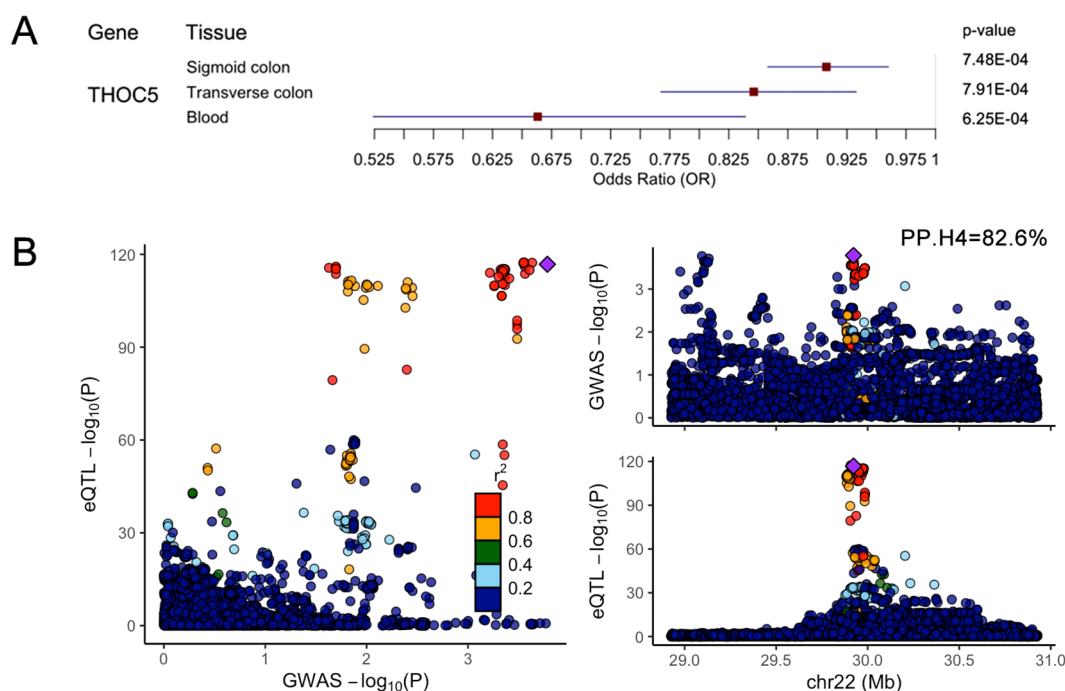 A
Gene Tissue p-value
Sigmoid colon 7.48E-04
THOC5 Transverse colon 7.91E-04
Blood 6.25E-04
0.525 0.575 0.625 0.675 0.725 0.775 0.825 0.875 0.925 0.975 1
Odds Ratio (OR)
B
eQTL −log10(P)
120
90
60
30
0
0 1 2 3
GWAS −log10(P)
r2
0.8
0.6
0.4
0.2
PP.H4=82.6%
GWAS −log10(P)
3
2
1
0
eQTL −log10(P)
120
90
60
30
0
29.0 29.5 30.0 30.5 31.0
chr22 (Mb)